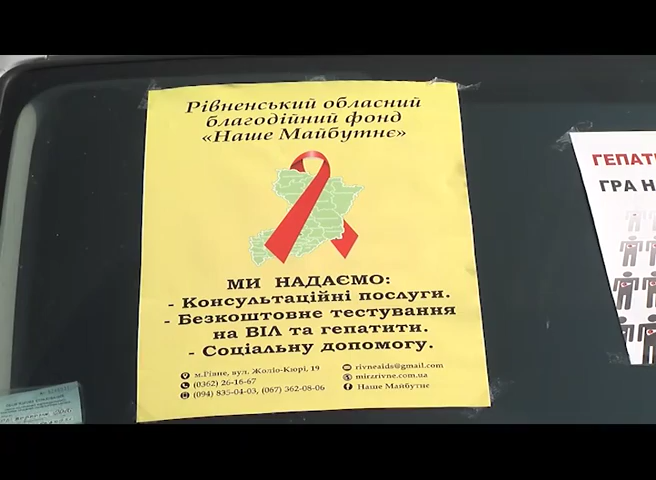 Рівненський обласний
благодійний фонд
«Наше Майбутнє»
МИ НАДАЄМО:
- Консультаційні послуги.
- Безкоштовне тестування
на ВІЛ та гепатити.
- Соціальну допомогу.
м.Рівне, вул. Жоліо-Кюрі, 19
(0362) 26-16-67
(094) 835-04-03, (067) 362-08-06
rivneaids@gmail.com
mirzrivne.com.ua
Наше Майбутнє
ГЕПАТИ
ГРА Н